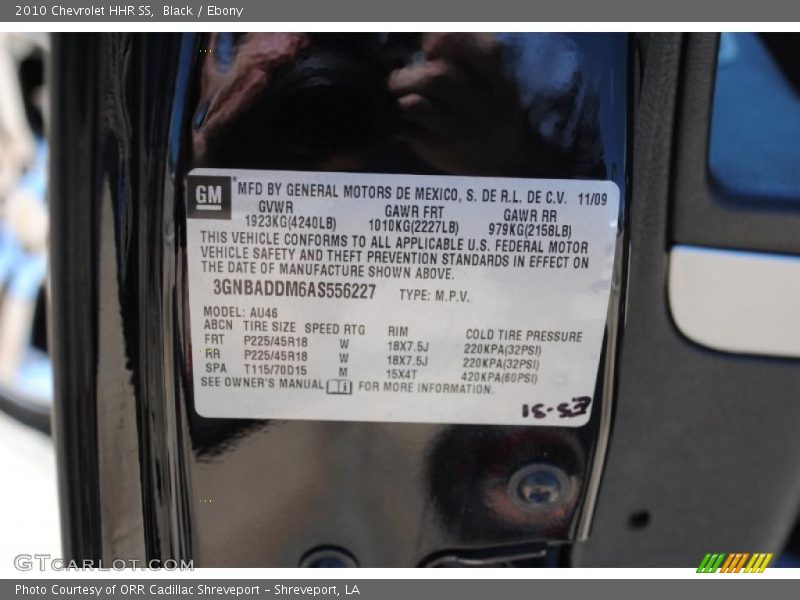 2010 Chevrolet HHR SS, Black / Ebony
GM MFD BY GENERAL MOTORS DE MEXICO, S. DE R.L. DE C.V. 11/09
GVWR GAWR FRT GAWR RR
1923KG(4240LB) 1010KG(2227LB) 979KG(2158LB)
THIS VEHICLE CONFORMS TO ALL APPLICABLE U.S. FEDERAL MOTOR
VEHICLE SAFETY AND THEFT PREVENTION STANDARDS IN EFFECT ON
THE DATE OF MANUFACTURE SHOWN ABOVE.
3GNBADDM6AS556227 TYPE: M.P.V.
MODEL: AU46
ABCN TIRE SIZE SPEED RTG RIM COLD TIRE PRESSURE
FRT P225/45R18 W 18X7.5J 220KPA(32PSI)
RR P225/45R18 W 18X7.5J 220KPA(32PSI)
SPA T115/70D15 M 15X4T 420KPA(60PSI)
SEE OWNER'S MANUAL FOR MORE INFORMATION.
GTCarLot.com
Photo Courtesy of ORR Cadillac Shreveport – Shreveport, LA